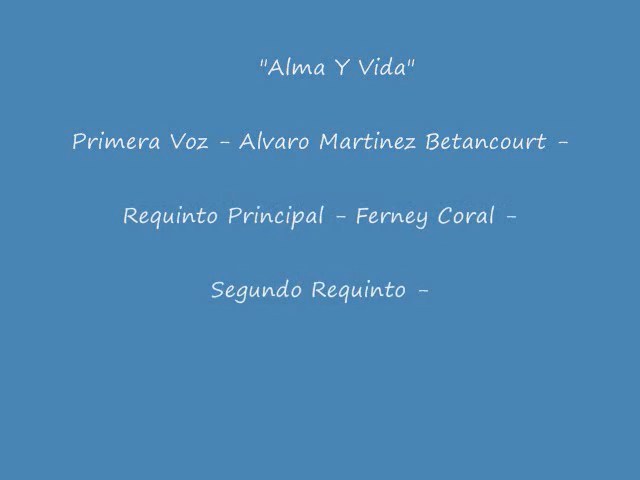 "Alma Y Vida"
Primera Voz - Alvaro Martinez Betancourt -
Requinto Principal - Ferney Coral -
Segundo Requinto -